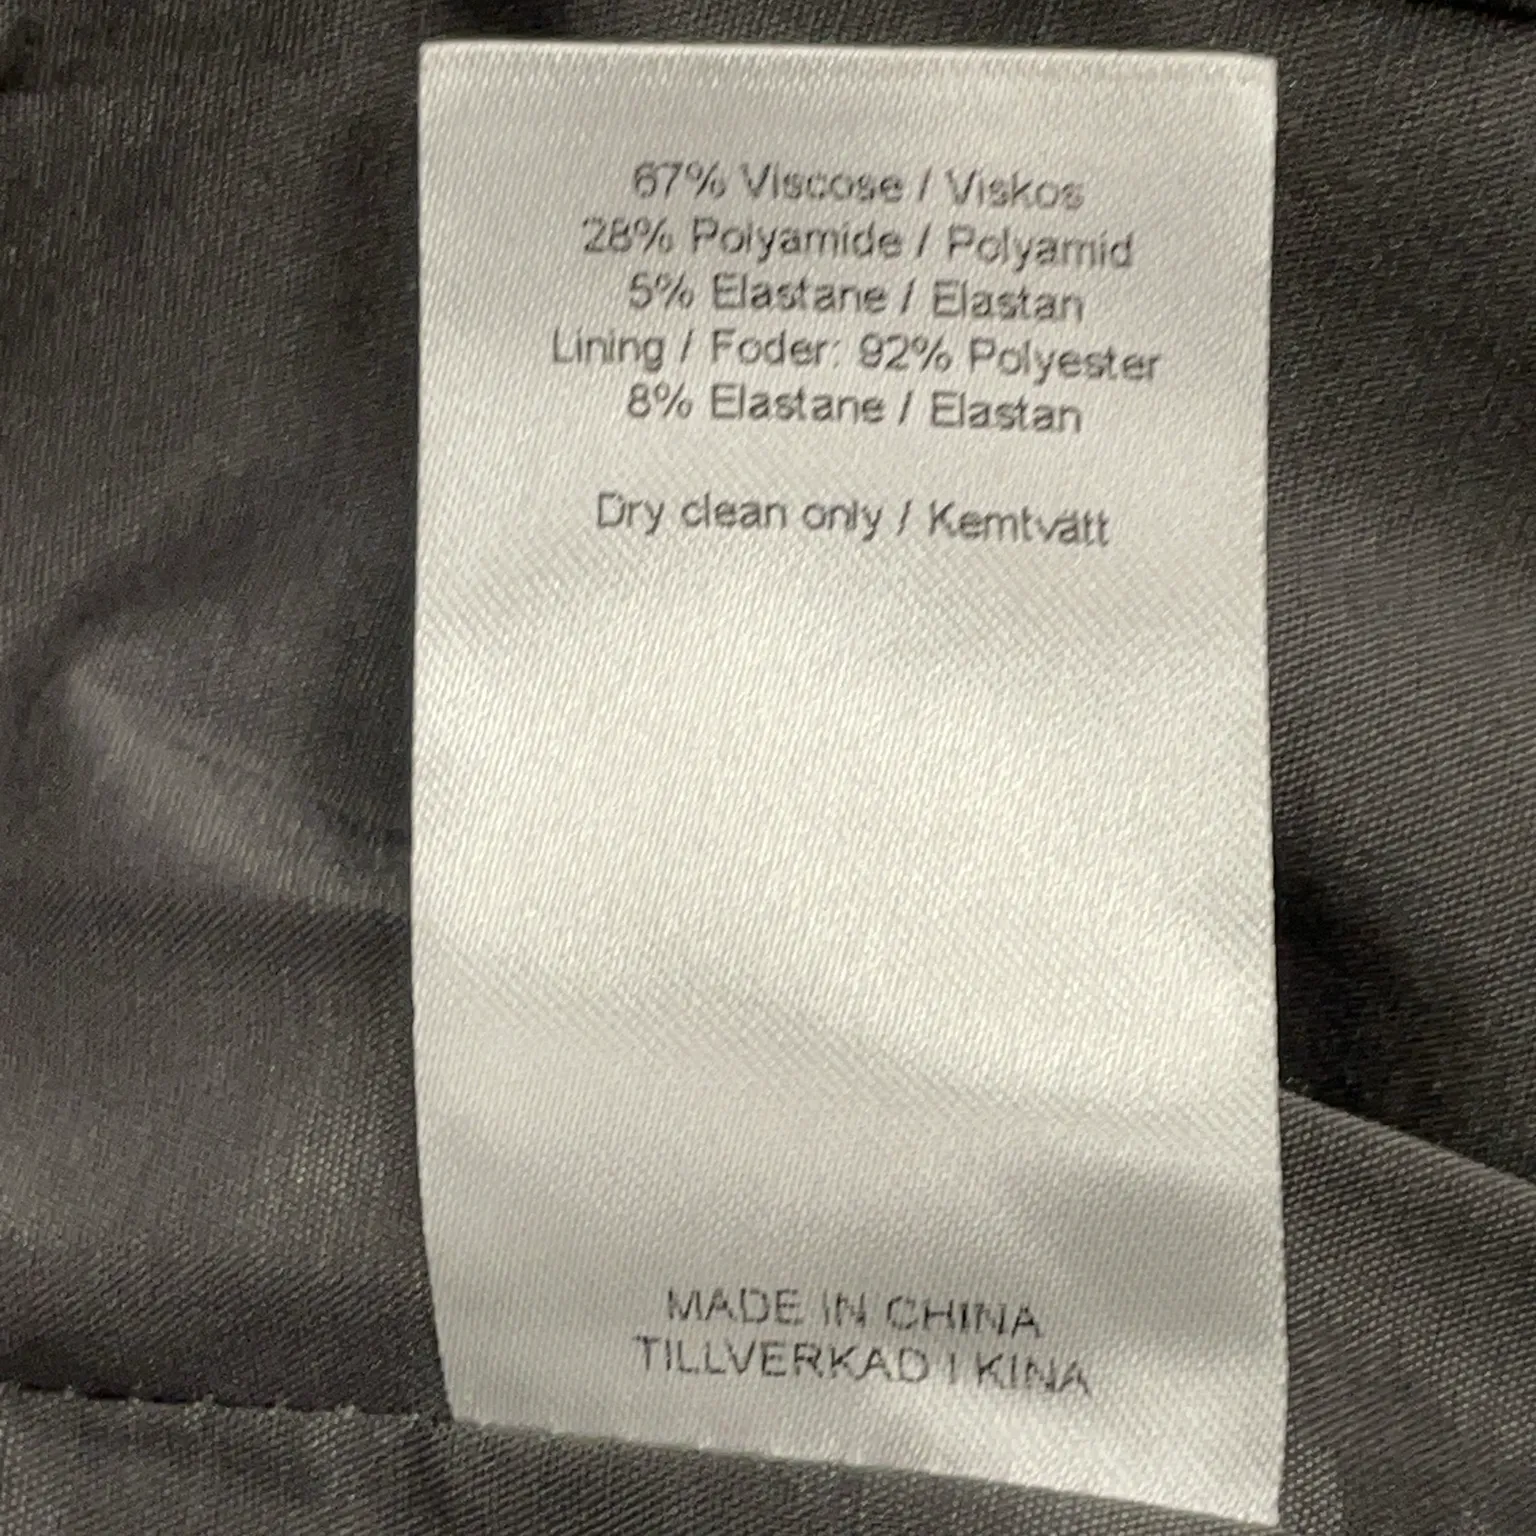 67% Viscose / Viskos
28% Polyamide / Polyamid
5% Elastane / Elastan
Lining / Foder: 92% Polyester
8% Elastane / Elastan
Dry clean only / Kemtvätt
MADE IN CHINA
TILLVERKAD I KINA